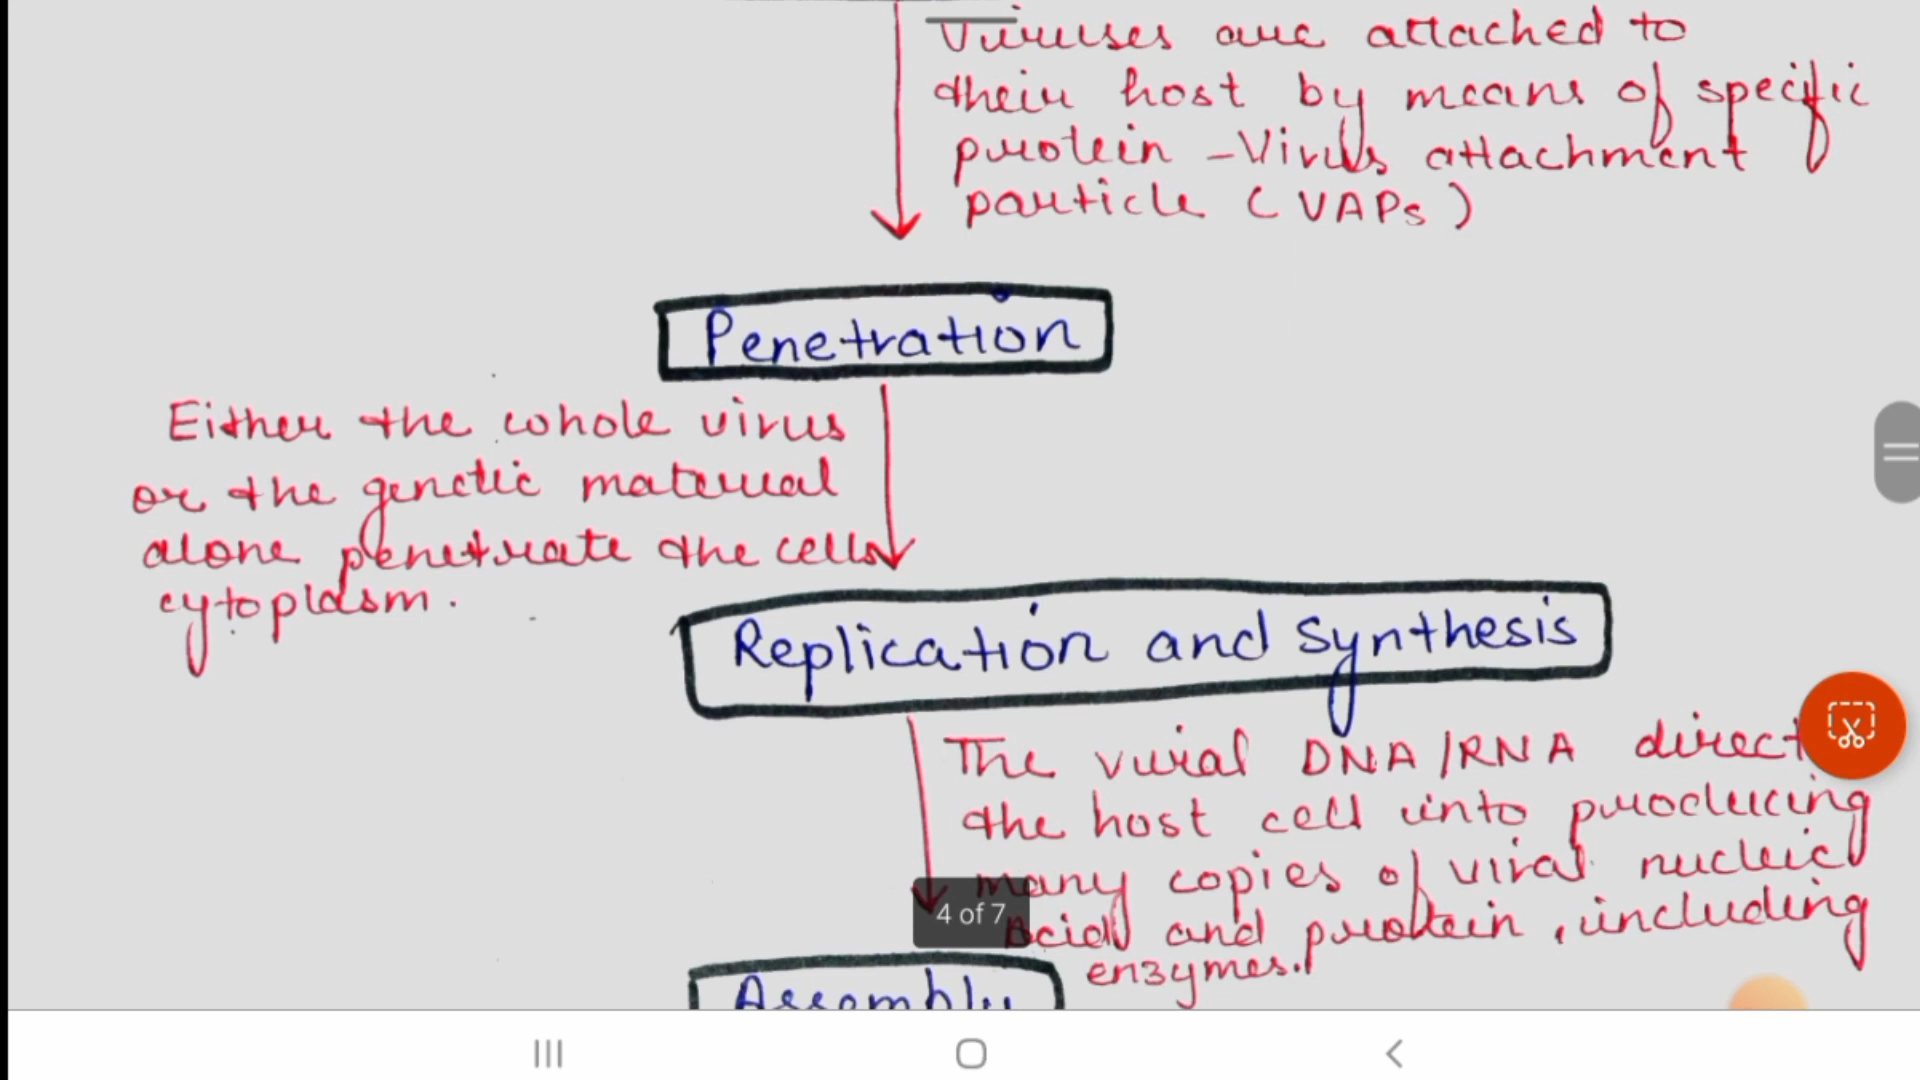 Viruses are attached to
their host by means of specific
protein - Virus attachment
particle (VAPs)
Penetration
Either the whole virus
or the genetic material
alone penetrate the cells
cytoplasm.
Replication and synthesis
The viral DNA/RNA direct
the host cell into producing
many copies of viral nucleic
acid and protein, including
enzymes.
4 of 7
Assembly